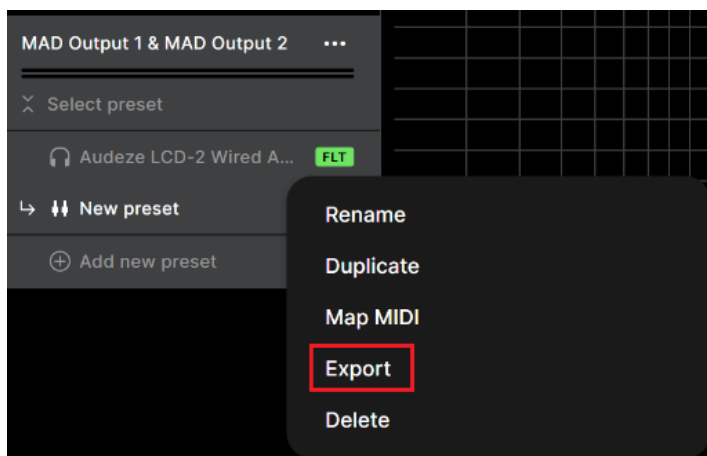 MAD Output 1 & MAD Output 2 •••
Select preset
Audeze LCD-2 Wired A... FLT
New preset
Add new preset
Rename
Duplicate
Map MIDI
Export
Delete